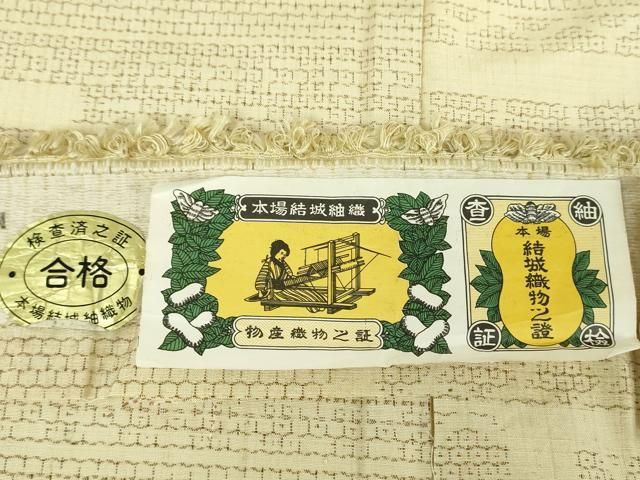 検査済之証
合格
本場結城紬織物
本場結城紬織
物産織物之証
査
紬
本場
結城織物之證
証
検